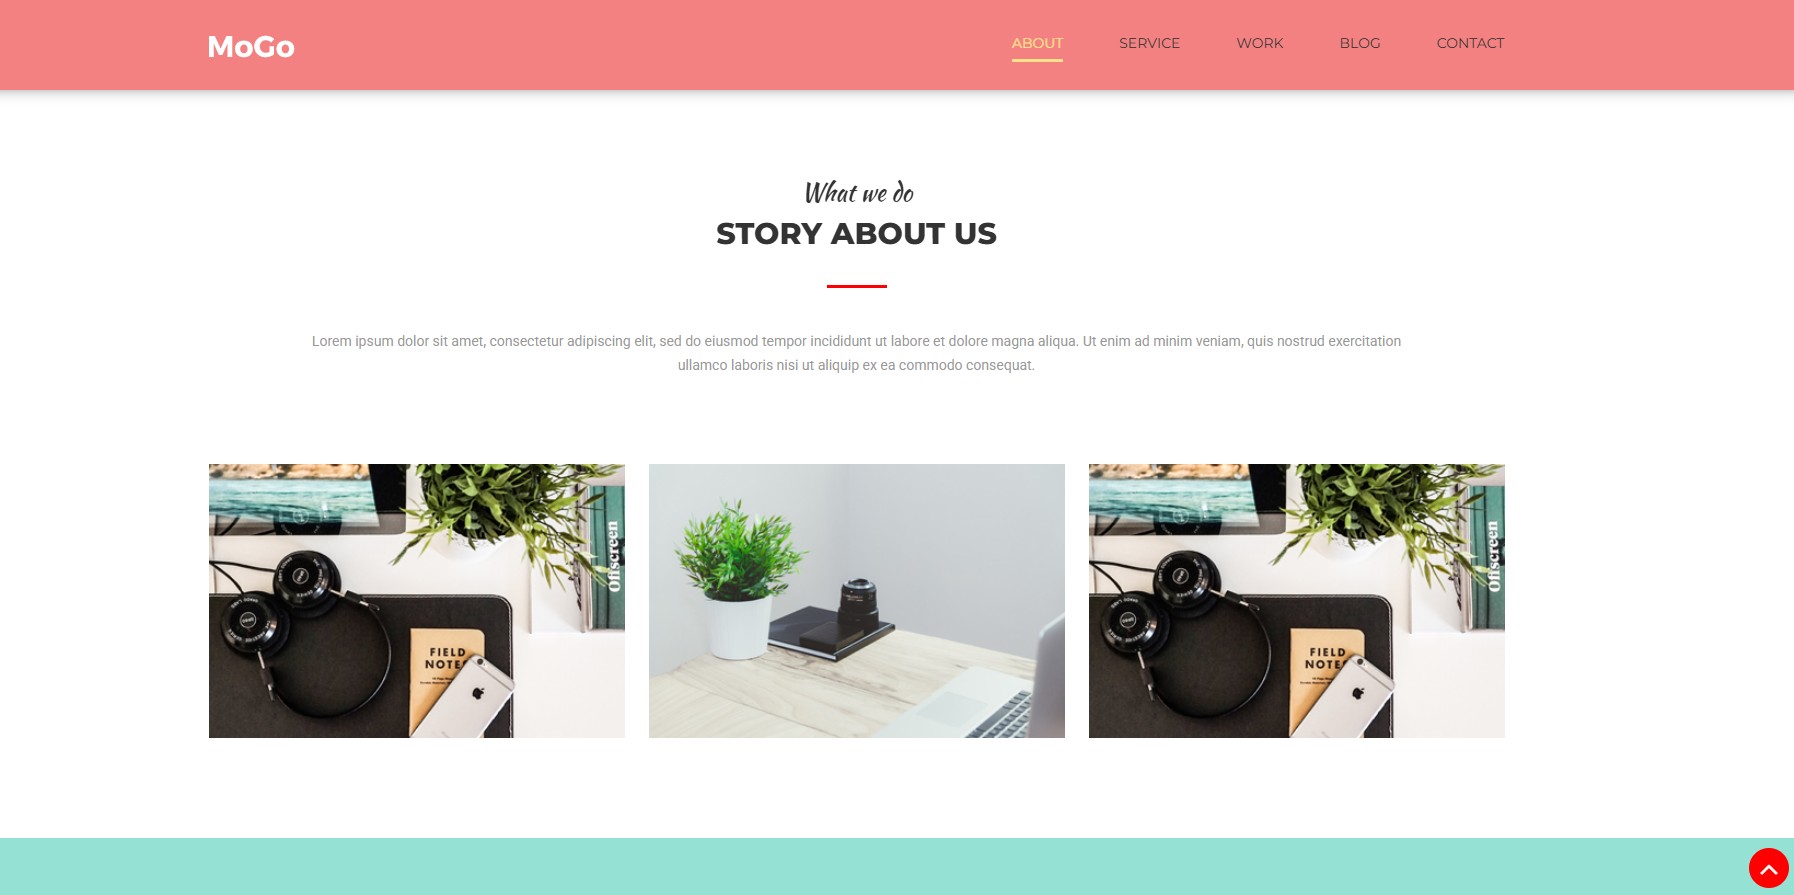 MoGo
ABOUT SERVICE WORK BLOG CONTACT
What we do
STORY ABOUT US
Lorem ipsum dolor sit amet, consectetur adipiscing elit, sed do eiusmod tempor incididunt ut labore et dolore magna aliqua. Ut enim ad minim veniam, quis nostrud exercitation
ullamco laboris nisi ut aliquip ex ea commodo consequat.
Offscreen
FIELD
NOTES
Offscreen
FIELD
NOTES